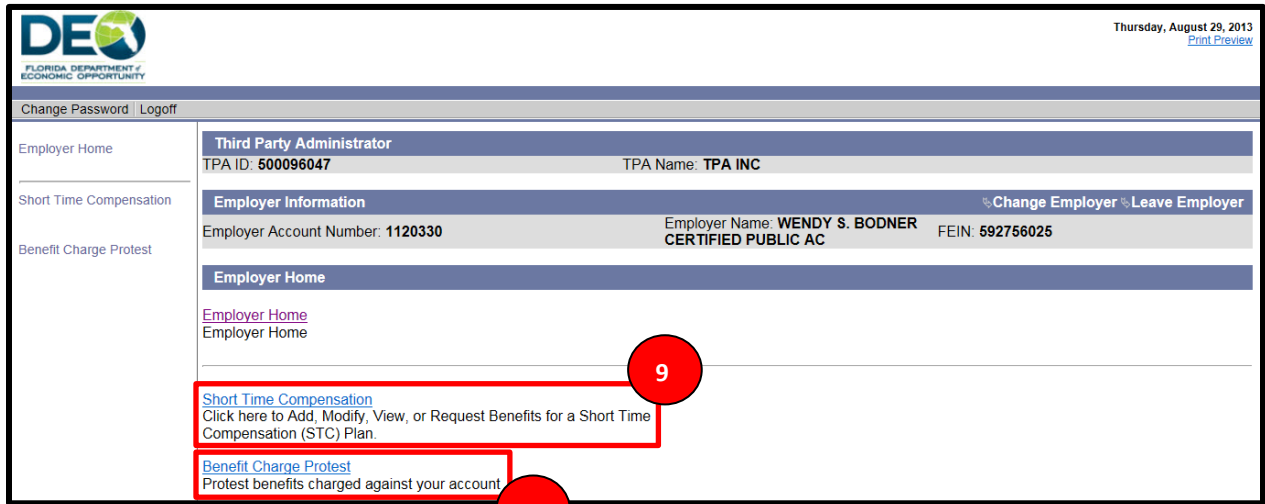 DEO
FLORIDA DEPARTMENT of
ECONOMIC OPPORTUNITY
Thursday, August 29, 2013
Print Preview
Change Password Logoff
Employer Home
Short Time Compensation
Benefit Charge Protest
Third Party Administrator
TPA ID: 500096047 TPA Name: TPA INC
Employer Information Change Employer Leave Employer
Employer Account Number: 1120330 Employer Name: WENDY S. BODNER FEIN: 592756025
CERTIFIED PUBLIC AC
Employer Home
Employer Home
Employer Home
9
Short Time Compensation
Click here to Add, Modify, View, or Request Benefits for a Short Time
Compensation (STC) Plan.
Benefit Charge Protest
Protest benefits charged against your account